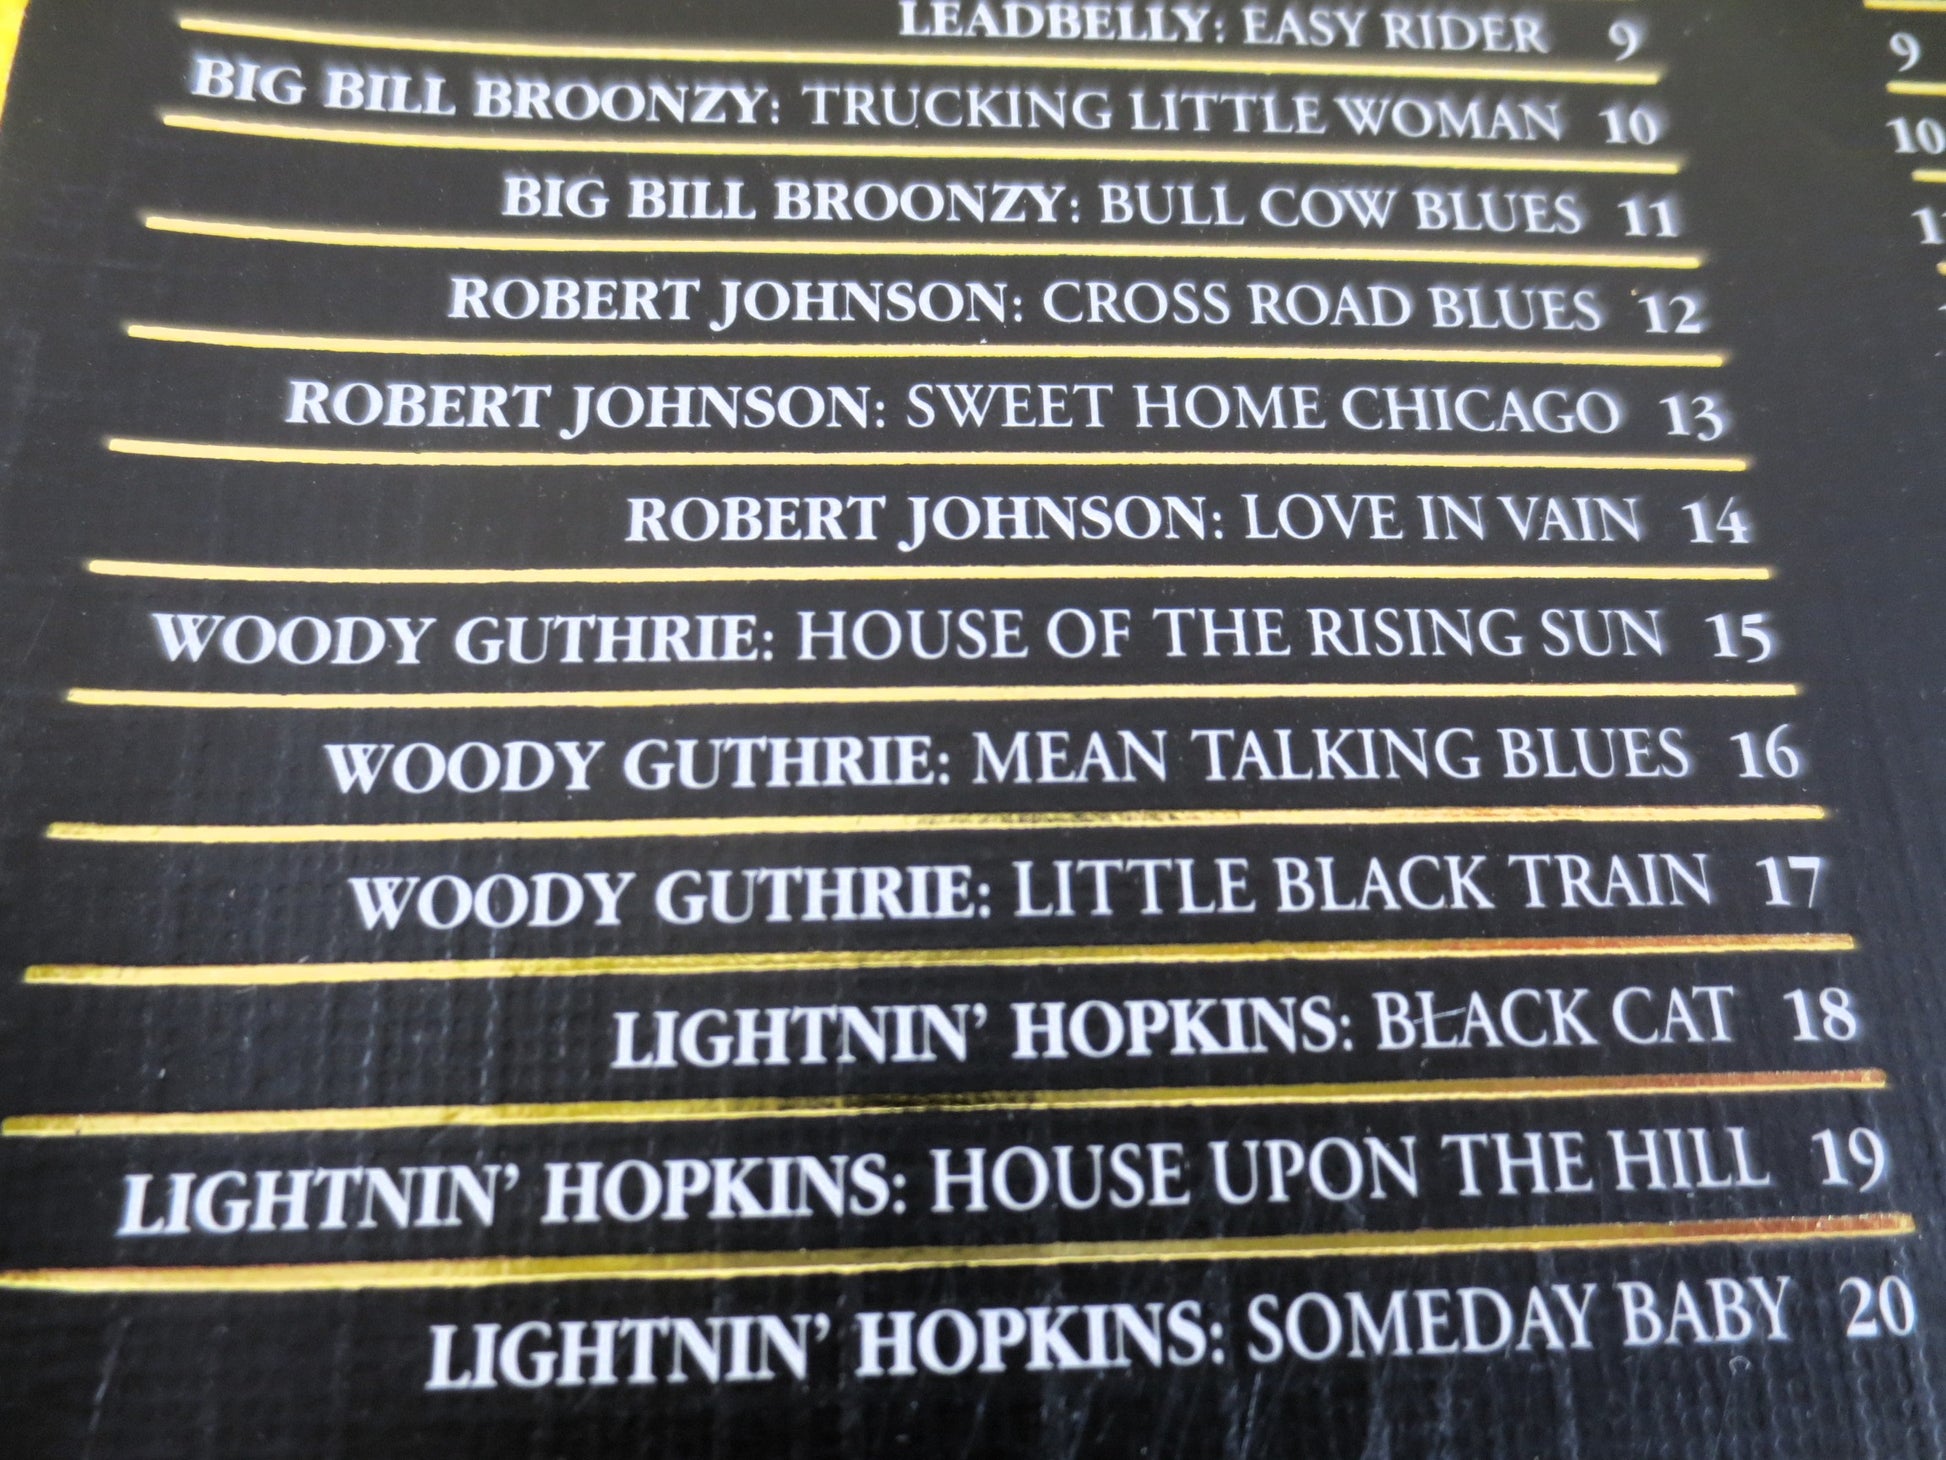 LEADBELLY: EASY RIDER 9
BIG BILL BROONZY: TRUCKING LITTLE WOMAN 10
BIG BILL BROONZY: BULL COW BLUES 11
ROBERT JOHNSON: CROSS ROAD BLUES 12
ROBERT JOHNSON: SWEET HOME CHICAGO 13
ROBERT JOHNSON: LOVE IN VAIN 14
WOODY GUTHRIE: HOUSE OF THE RISING SUN 15
WOODY GUTHRIE: MEAN TALKING BLUES 16
WOODY GUTHRIE: LITTLE BLACK TRAIN 17
LIGHTNIN' HOPKINS: BLACK CAT 18
LIGHTNIN' HOPKINS: HOUSE UPON THE HILL 19
LIGHTNIN' HOPKINS: SOMEDAY BABY 20
9
10